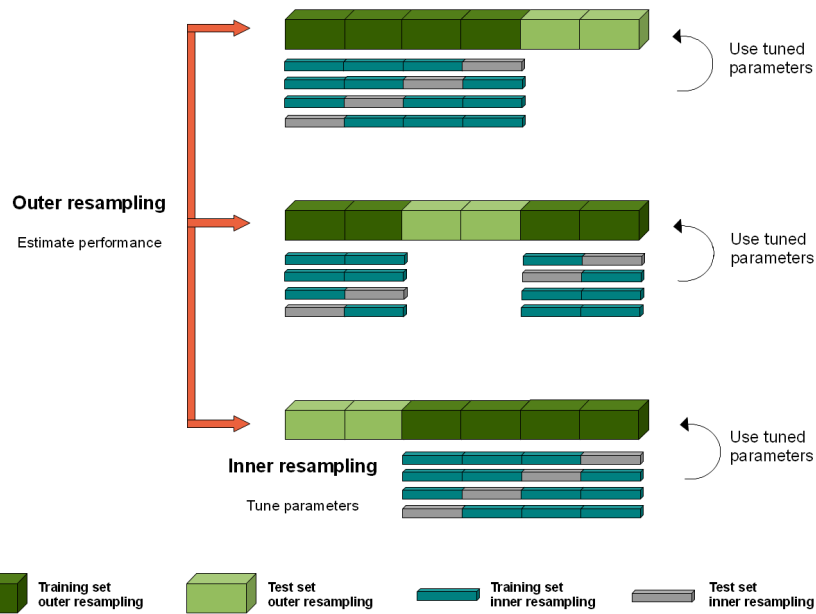 Use tuned
parameters
Outer resampling
Estimate performance
Use tuned
parameters
Use tuned
parameters
Inner resampling
Tune parameters
Training set
outer resampling
Test set
outer resampling
Training set
inner resampling
Test set
inner resampling